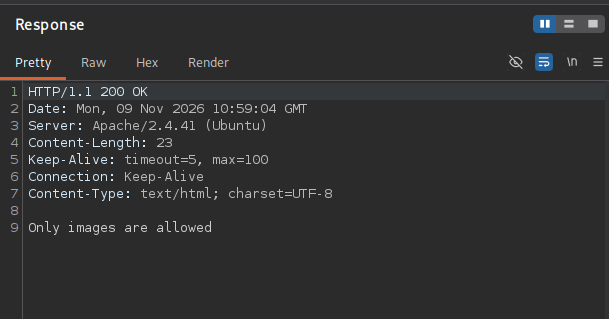 Response
Pretty Raw Hex Render \n
1 HTTP/1.1 200 OK
2 Date: Mon, 09 Nov 2026 10:59:04 GMT
3 Server: Apache/2.4.41 (Ubuntu)
4 Content-Length: 23
5 Keep-Alive: timeout=5, max=100
6 Connection: Keep-Alive
7 Content-Type: text/html; charset=UTF-8
8
9 Only images are allowed